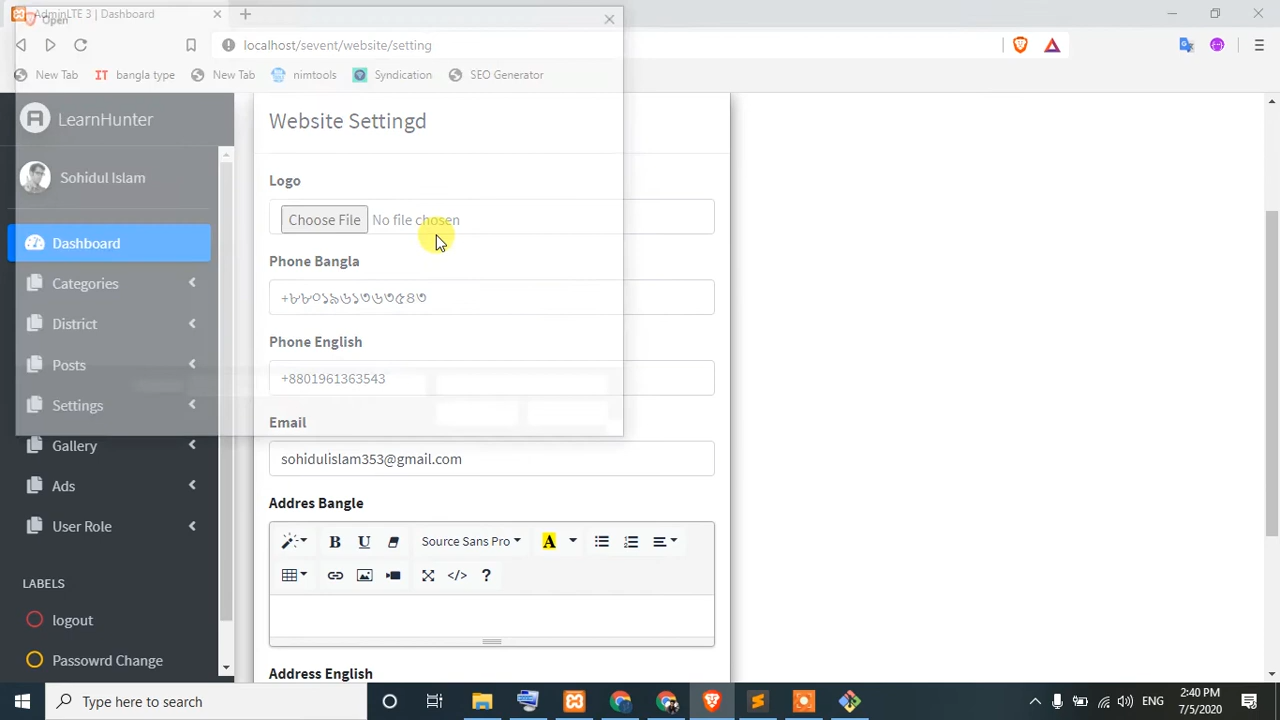 AdminLTE 3 | Dashboard
Open
localhost/sevent/website/setting
New Tab
bangla type
New Tab
nimtools
Syndication
SEO Generator
LearnHunter
Sohidul Islam
Dashboard
Categories
District
Posts
Settings
Gallery
Ads
User Role
LABELS
logout
Passowrd Change
Website Settingd
Logo
Choose File No file chosen
Phone Bangla
+৮৮০১৯৬১৩৬৩৫৪৩
Phone English
+8801961363543
Email
sohidulislam353@gmail.com
Addres Bangle
B U Source Sans Pro A
</> ?
Address English
Type here to search
ENG
2:40 PM
7/5/2020